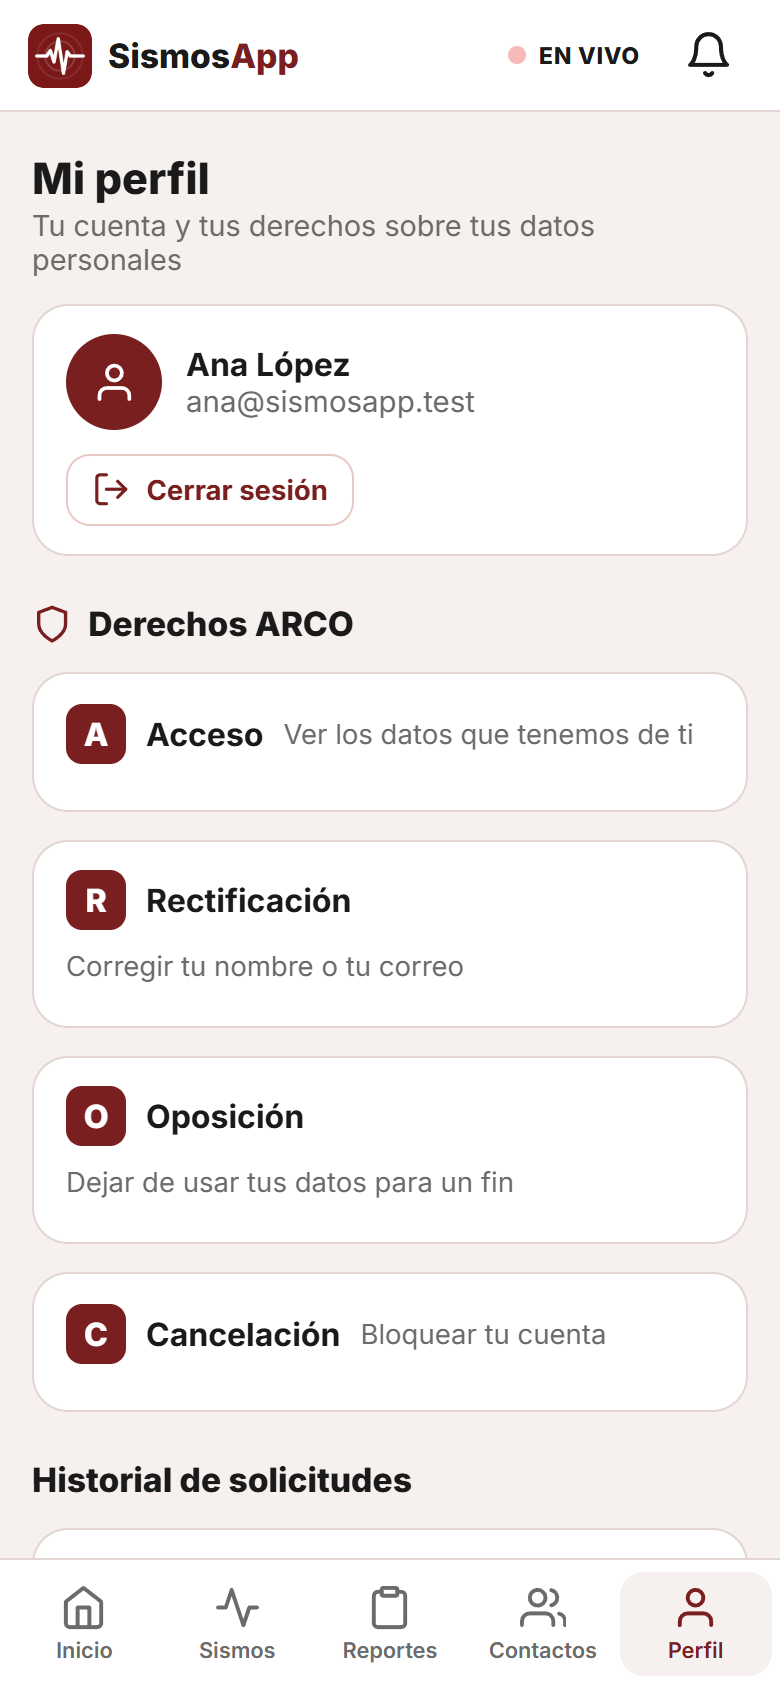 SismosApp
EN VIVO
Mi perfil
Tu cuenta y tus derechos sobre tus datos
personales
Ana López
ana@sismosapp.test
Cerrar sesión
Derechos ARCO
A Acceso Ver los datos que tenemos de ti
R Rectificación
Corregir tu nombre o tu correo
O Oposición
Dejar de usar tus datos para un fin
C Cancelación Bloquear tu cuenta
Historial de solicitudes
Inicio Sismos Reportes Contactos Perfil